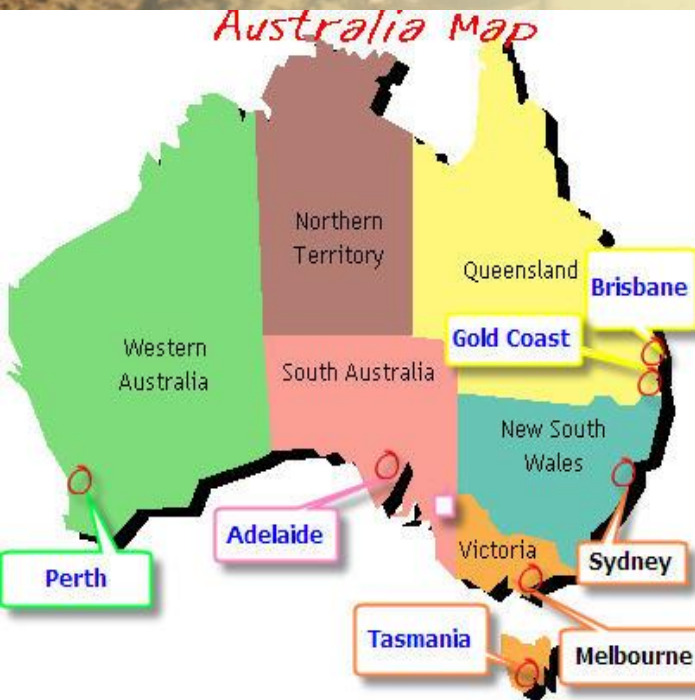 Australia Map
Northern
Territory
Queensland
Brisbane
Gold Coast
Western
Australia
South Australia
New South
Wales
Adelaide
Victoria
Sydney
Perth
Tasmania
Melbourne